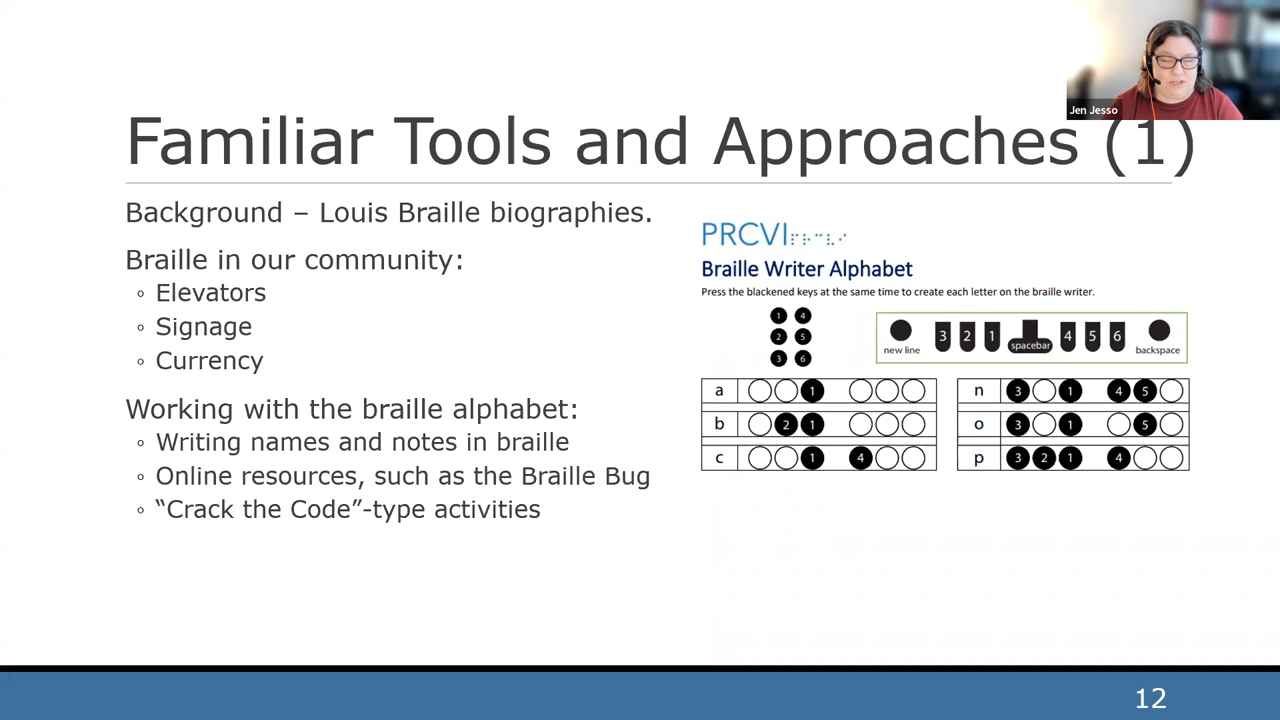 Jen Jesso
Familiar Tools and Approaches (1)
Background – Louis Braille biographies.
Braille in our community:
◦ Elevators
◦ Signage
◦ Currency
Working with the braille alphabet:
◦ Writing names and notes in braille
◦ Online resources, such as the Braille Bug
◦ “Crack the Code”-type activities
PRCVI⠏⠗⠉⠧⠊
Braille Writer Alphabet
Press the blackened keys at the same time to create each letter on the braille writer.
1 4
2 5
3 6
new line 3 2 1 spacebar 4 5 6 backspace
a 1
b 2 1
c 1 4
n 3 1 4 5
o 3 1 5
p 3 2 1 4
12